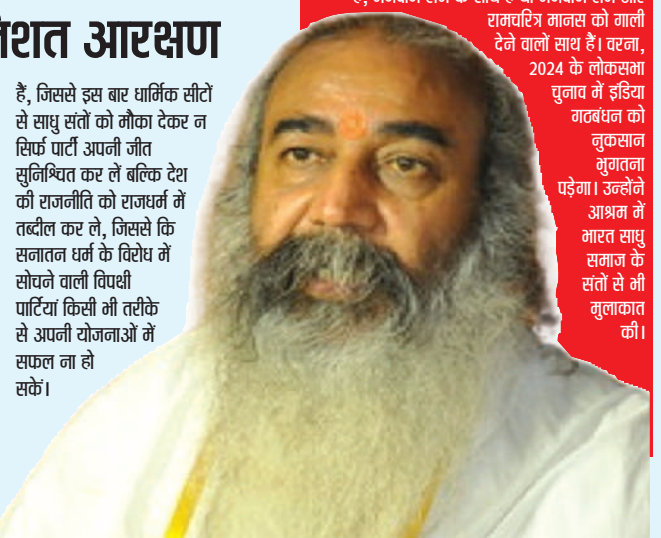 शत आरक्षण
हैं, जिससे इस बार धार्मिक सीटों
से साधु संतों को मौका देकर न
सिर्फ पार्टी अपनी जीत
सुनिश्चित कर लें बल्कि देश
की राजनीति को राजधर्म में
तब्दील कर ले, जिससे कि
सनातन धर्म के विरोध में
सोचने वाली विपक्षी
पार्टियां किसी भी तरीके
से अपनी योजनाओं में
सफल ना हो
सकें।
रामचरित्र मानस को गाली
देने वालों साथ हैं। वरना,
2024 के लोकसभा
चुनाव में इंडिया
गठबंधन को
नुकसान
भुगतना
पड़ेगा। उन्होंने
आश्रम में
भारत साधु
समाज के
संतों से भी
मुलाकात
की।